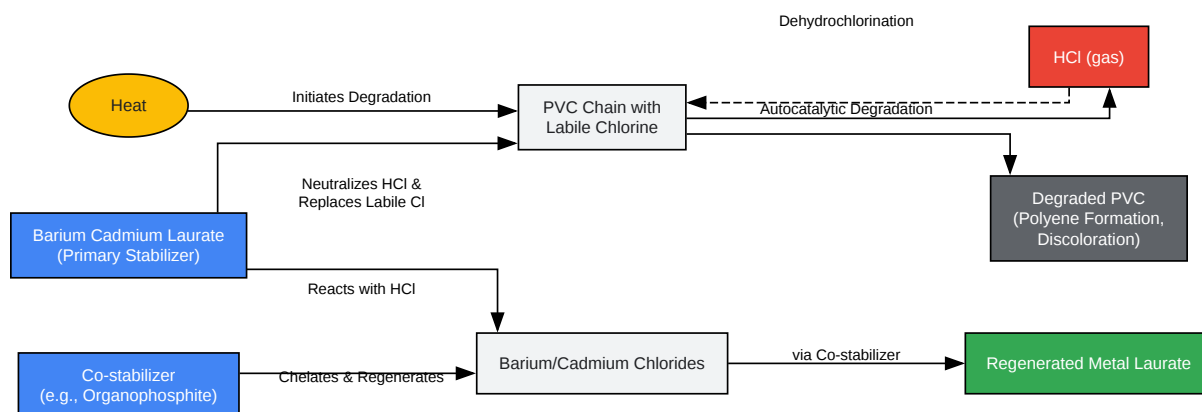 Dehydrochlorination
HCl (gas)
Heat
Initiates Degradation
PVC Chain with
Labile Chlorine
Autocatalytic Degradation
Neutralizes HCl &
Replaces Labile Cl
Degraded PVC
(Polyene Formation,
Discoloration)
Barium Cadmium Laurate
(Primary Stabilizer)
Reacts with HCl
Co-stabilizer
(e.g., Organophosphite)
Chelates & Regenerates
Barium/Cadmium Chlorides
via Co-stabilizer
Regenerated Metal Laurate